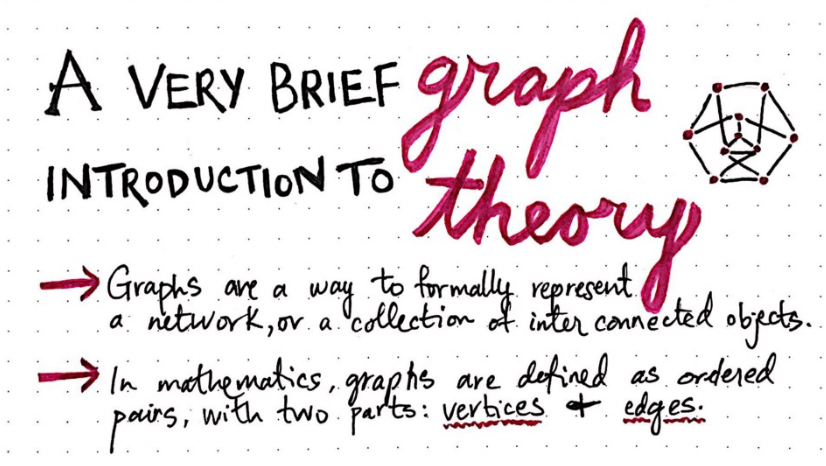 A VERY BRIEF graph
INTRODUCTION TO theory
→ Graphs are a way to formally represent
a network, or a collection of inter connected objects.
→ In mathematics, graphs are defined as ordered
pairs, with two parts: vertices + edges.